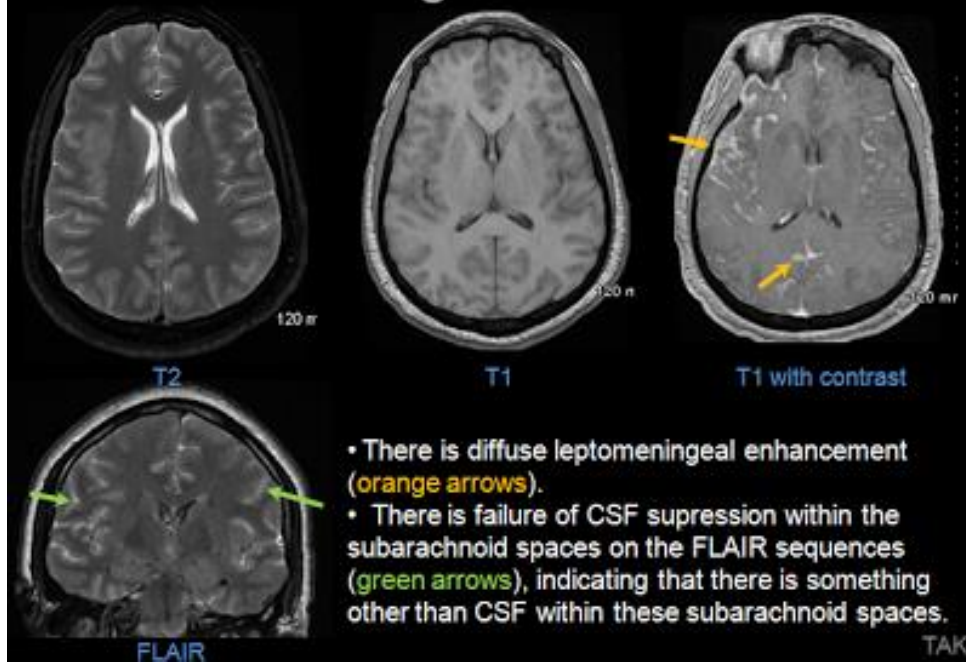 120 m
120 n
120 mr
T2
T1
T1 with contrast
• There is diffuse leptomeningeal enhancement
(orange arrows).
• There is failure of CSF supression within the
subarachnoid spaces on the FLAIR sequences
(green arrows), indicating that there is something
other than CSF within these subarachnoid spaces.
FLAIR
TAK